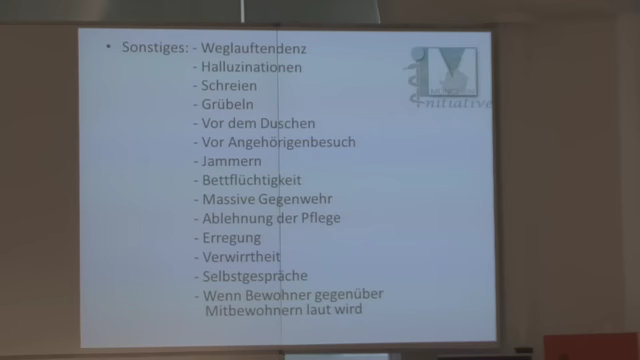 • Sonstiges: - Weglauftendenz
- Halluzinationen
- Schreien
- Grübeln
- Vor dem Duschen
- Vor Angehörigenbesuch
- Jammern
- Bettflüchtigkeit
- Massive Gegenwehr
- Ablehnung der Pflege
- Erregung
- Verwirrtheit
- Selbstgespräche
- Wenn Bewohner gegenüber
Mitbewohnern laut wird
nitiative